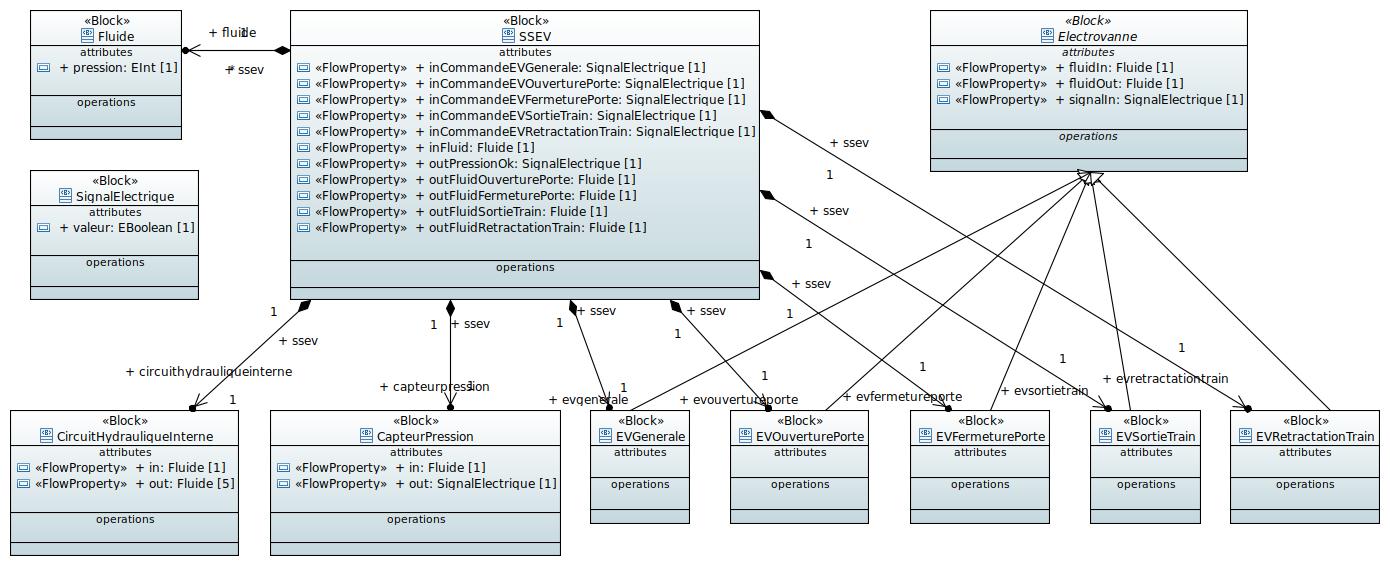 «Block»
Fluide
attributes
+ pression: EInt [1]
operations
+ fluide
1
+ ssev
*
«Block»
SSEV
attributes
«FlowProperty» + inCommandeEVGenerale: SignalElectrique [1]
«FlowProperty» + inCommandeEVOuverturePorte: SignalElectrique [1]
«FlowProperty» + inCommandeEVFermeturePorte: SignalElectrique [1]
«FlowProperty» + inCommandeEVSortieTrain: SignalElectrique [1]
«FlowProperty» + inCommandeEVRetractationTrain: SignalElectrique [1]
«FlowProperty» + inFluid: Fluide [1]
«FlowProperty» + outPressionOk: SignalElectrique [1]
«FlowProperty» + outFluidOuverturePorte: Fluide [1]
«FlowProperty» + outFluidFermeturePorte: Fluide [1]
«FlowProperty» + outFluidSortieTrain: Fluide [1]
«FlowProperty» + outFluidRetractationTrain: Fluide [1]
operations
«Block»
Electrovanne
attributes
«FlowProperty» + fluidIn: Fluide [1]
«FlowProperty» + fluidOut: Fluide [1]
«FlowProperty» + signalIn: SignalElectrique [1]
operations
«Block»
SignalElectrique
attributes
+ valeur: EBoolean [1]
operations
+ ssev
1
+ ssev
1
+ ssev
1
1
+ ssev
+ circuithydrauliqueinterne
1
1
+ ssev
+ capteurpression
1
+ ssev
1
1
+ evgenerale
+ ssev
1
1
+ evouvertureporte
1
+ evfermetureporte
1
+ evsortietrain
1
+ evretractationtrain
«Block»
CircuitHydrauliqueInterne
attributes
«FlowProperty» + in: Fluide [1]
«FlowProperty» + out: Fluide [5]
operations
«Block»
CapteurPression
attributes
«FlowProperty» + in: Fluide [1]
«FlowProperty» + out: SignalElectrique [1]
operations
«Block»
EVGenerale
attributes
operations
«Block»
EVOuverturePorte
attributes
operations
«Block»
EVFermeturePorte
attributes
operations
«Block»
EVSortieTrain
attributes
operations
«Block»
EVRetractationTrain
attributes
operations